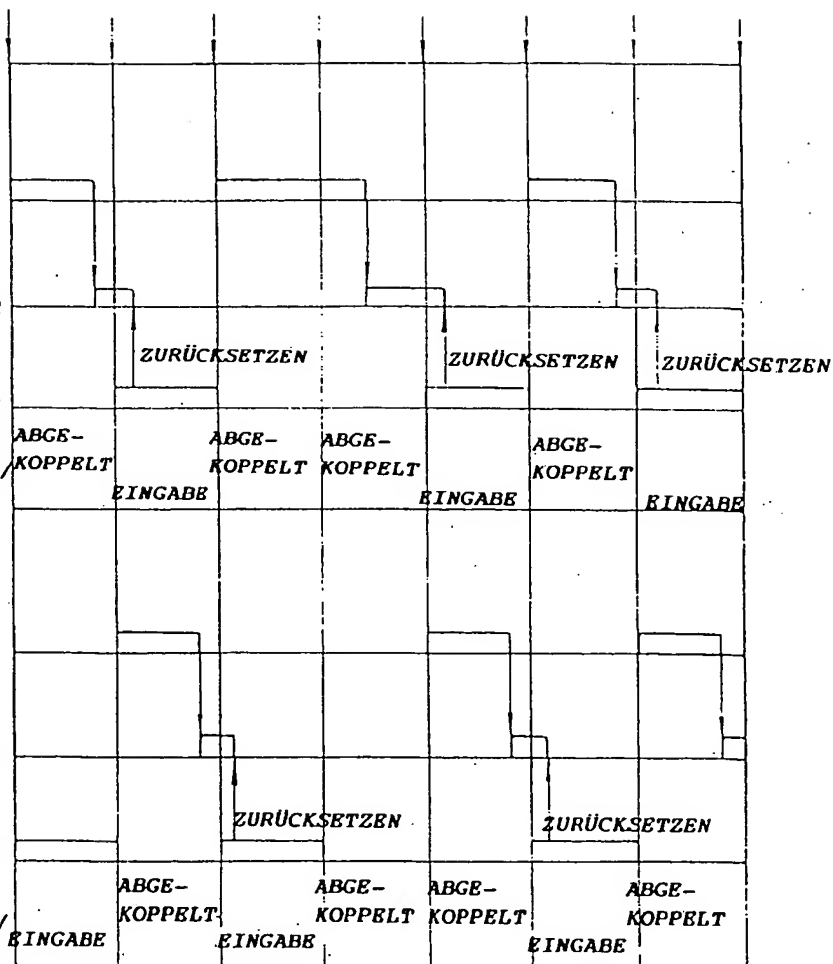 ZURÜCKSETZEN
ZURÜCKSETZEN
ZURÜCKSETZEN
ABGE-
KOPPELT
EINGABE
ABGE-
KOPPELT
ABGE-
KOPPELT
EINGABE
ABGE-
KOPPELT
EINGABE
ZURÜCKSETZEN
ZURÜCKSETZEN
EINGABE
ABGE-
KOPPELT
EINGABE
ABGE-
KOPPELT
ABGE-
KOPPELT
EINGABE
ABGE-
KOPPELT